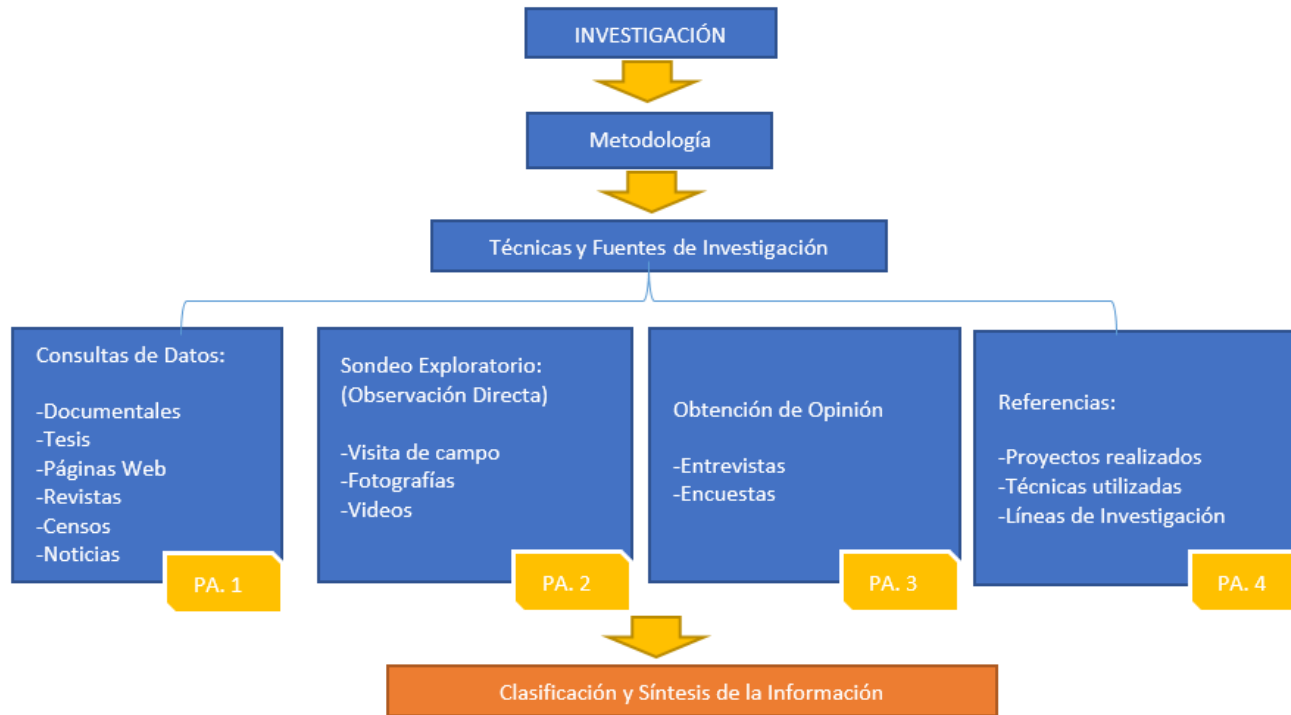 INVESTIGACIÓN
Metodología
Técnicas y Fuentes de Investigación
Consultas de Datos:
-Documentales
-Tesis
-Páginas Web
-Revistas
-Censos
-Noticias
PA. 1
Sondeo Exploratorio:
(Observación Directa)
-Visita de campo
-Fotografías
-Videos
PA. 2
Obtención de Opinión
-Entrevistas
-Encuestas
PA. 3
Referencias:
-Proyectos realizados
-Técnicas utilizadas
-Líneas de Investigación
PA. 4
Clasificación y Síntesis de la Información